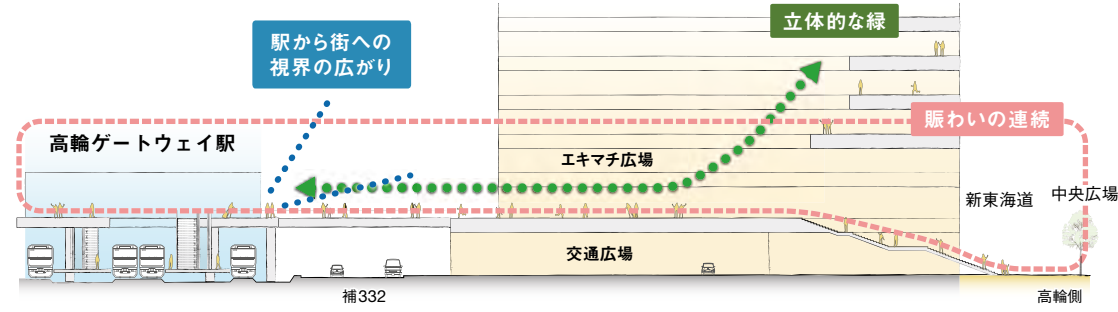 立体的な緑
駅から街への
視界の広がり
賑わいの連続
高輪ゲートウェイ駅
エキマチ広場
新東海道
中央広場
交通広場
補332
高輪側